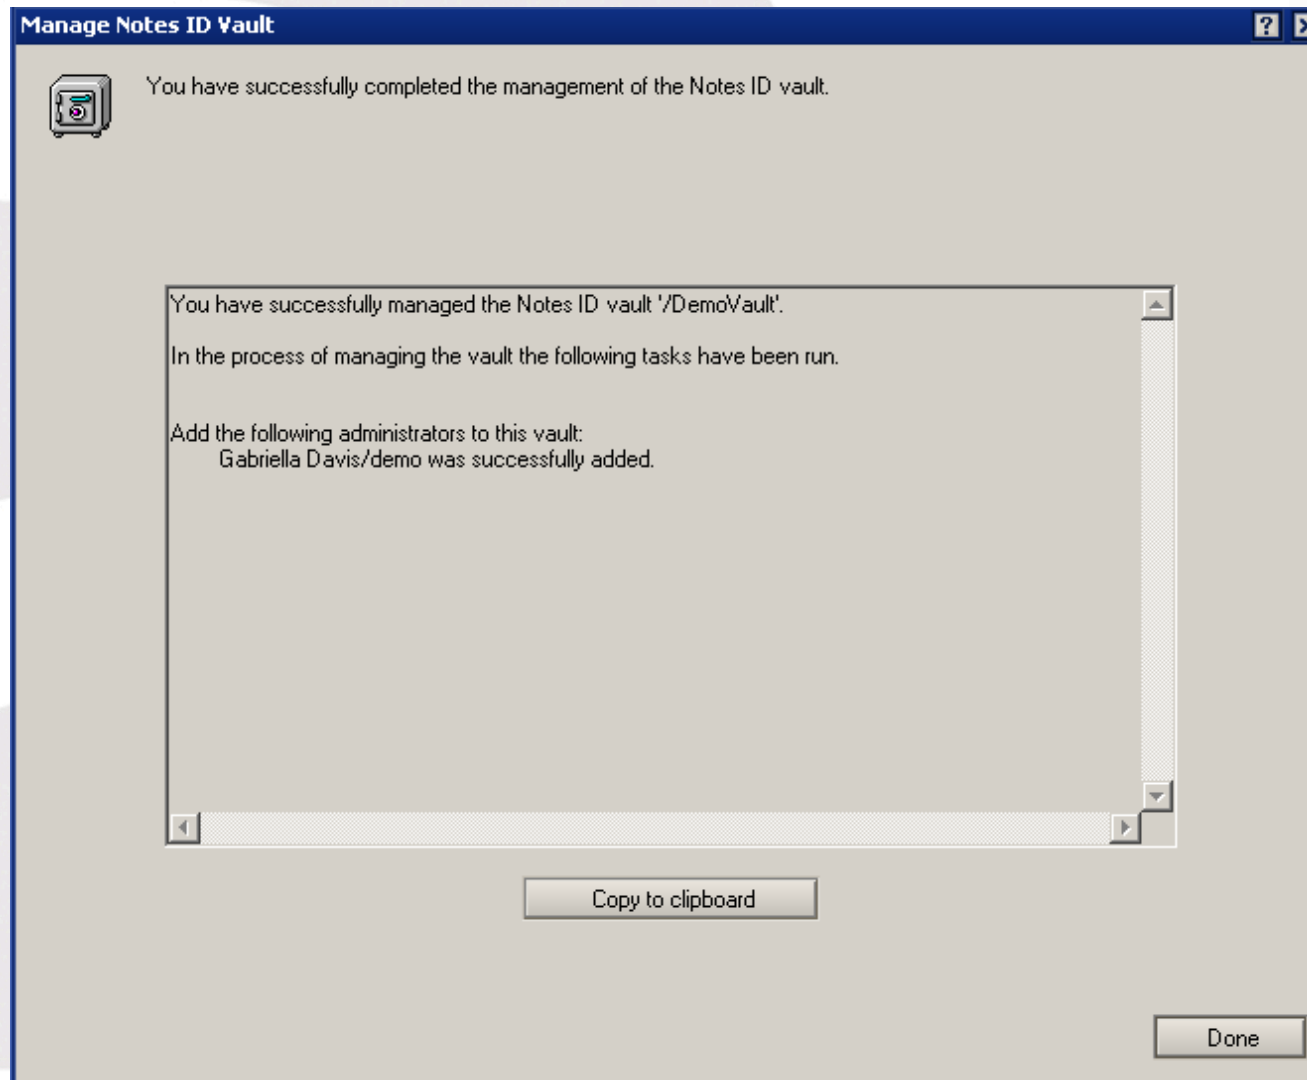 Manage Notes ID Vault
You have successfully completed the management of the Notes ID vault.
You have successfully managed the Notes ID vault '/DemoVault'.
In the process of managing the vault the following tasks have been run.
Add the following administrators to this vault:
Gabriella Davis/demo was successfully added.
Copy to clipboard
Done